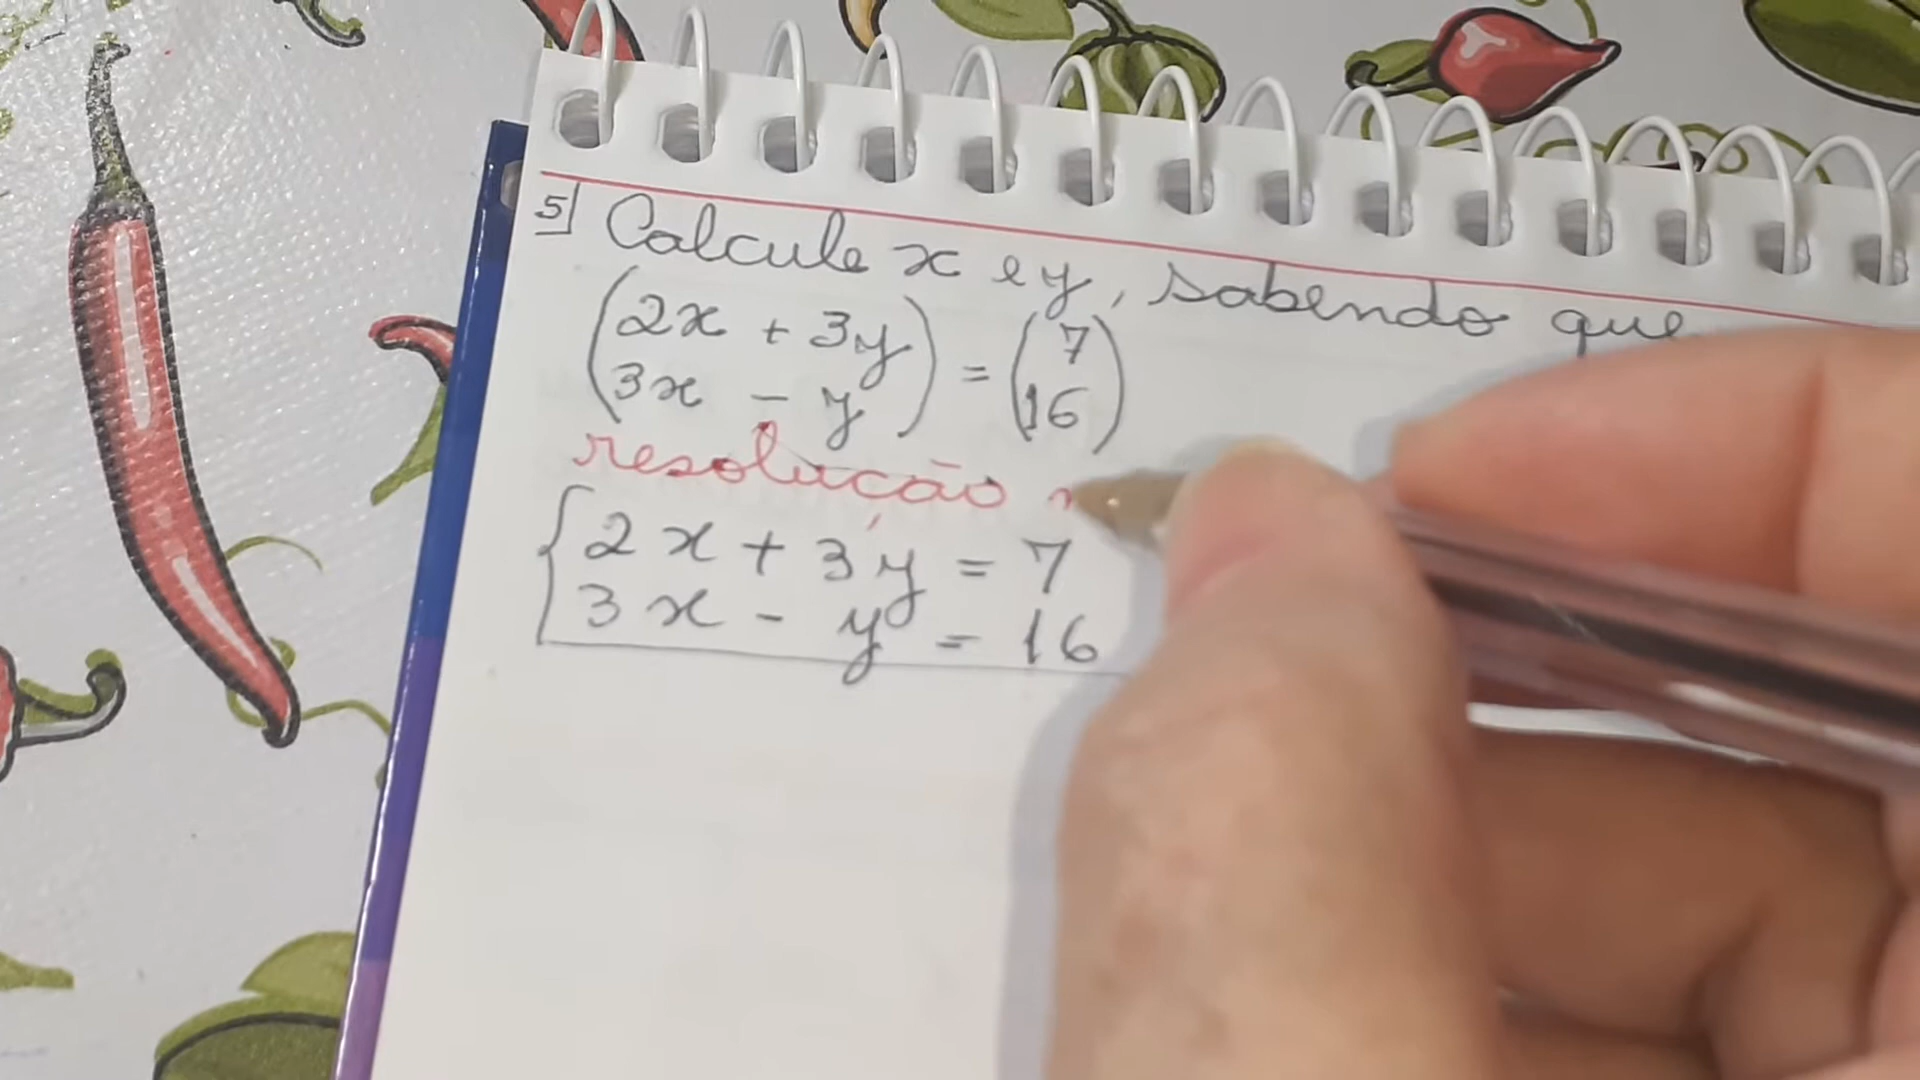 5] Calcule x e y, sabendo que
(2x + 3y) = (7)
(3x - y) (16)
resolução
{2x + 3y = 7
3x - y = 16